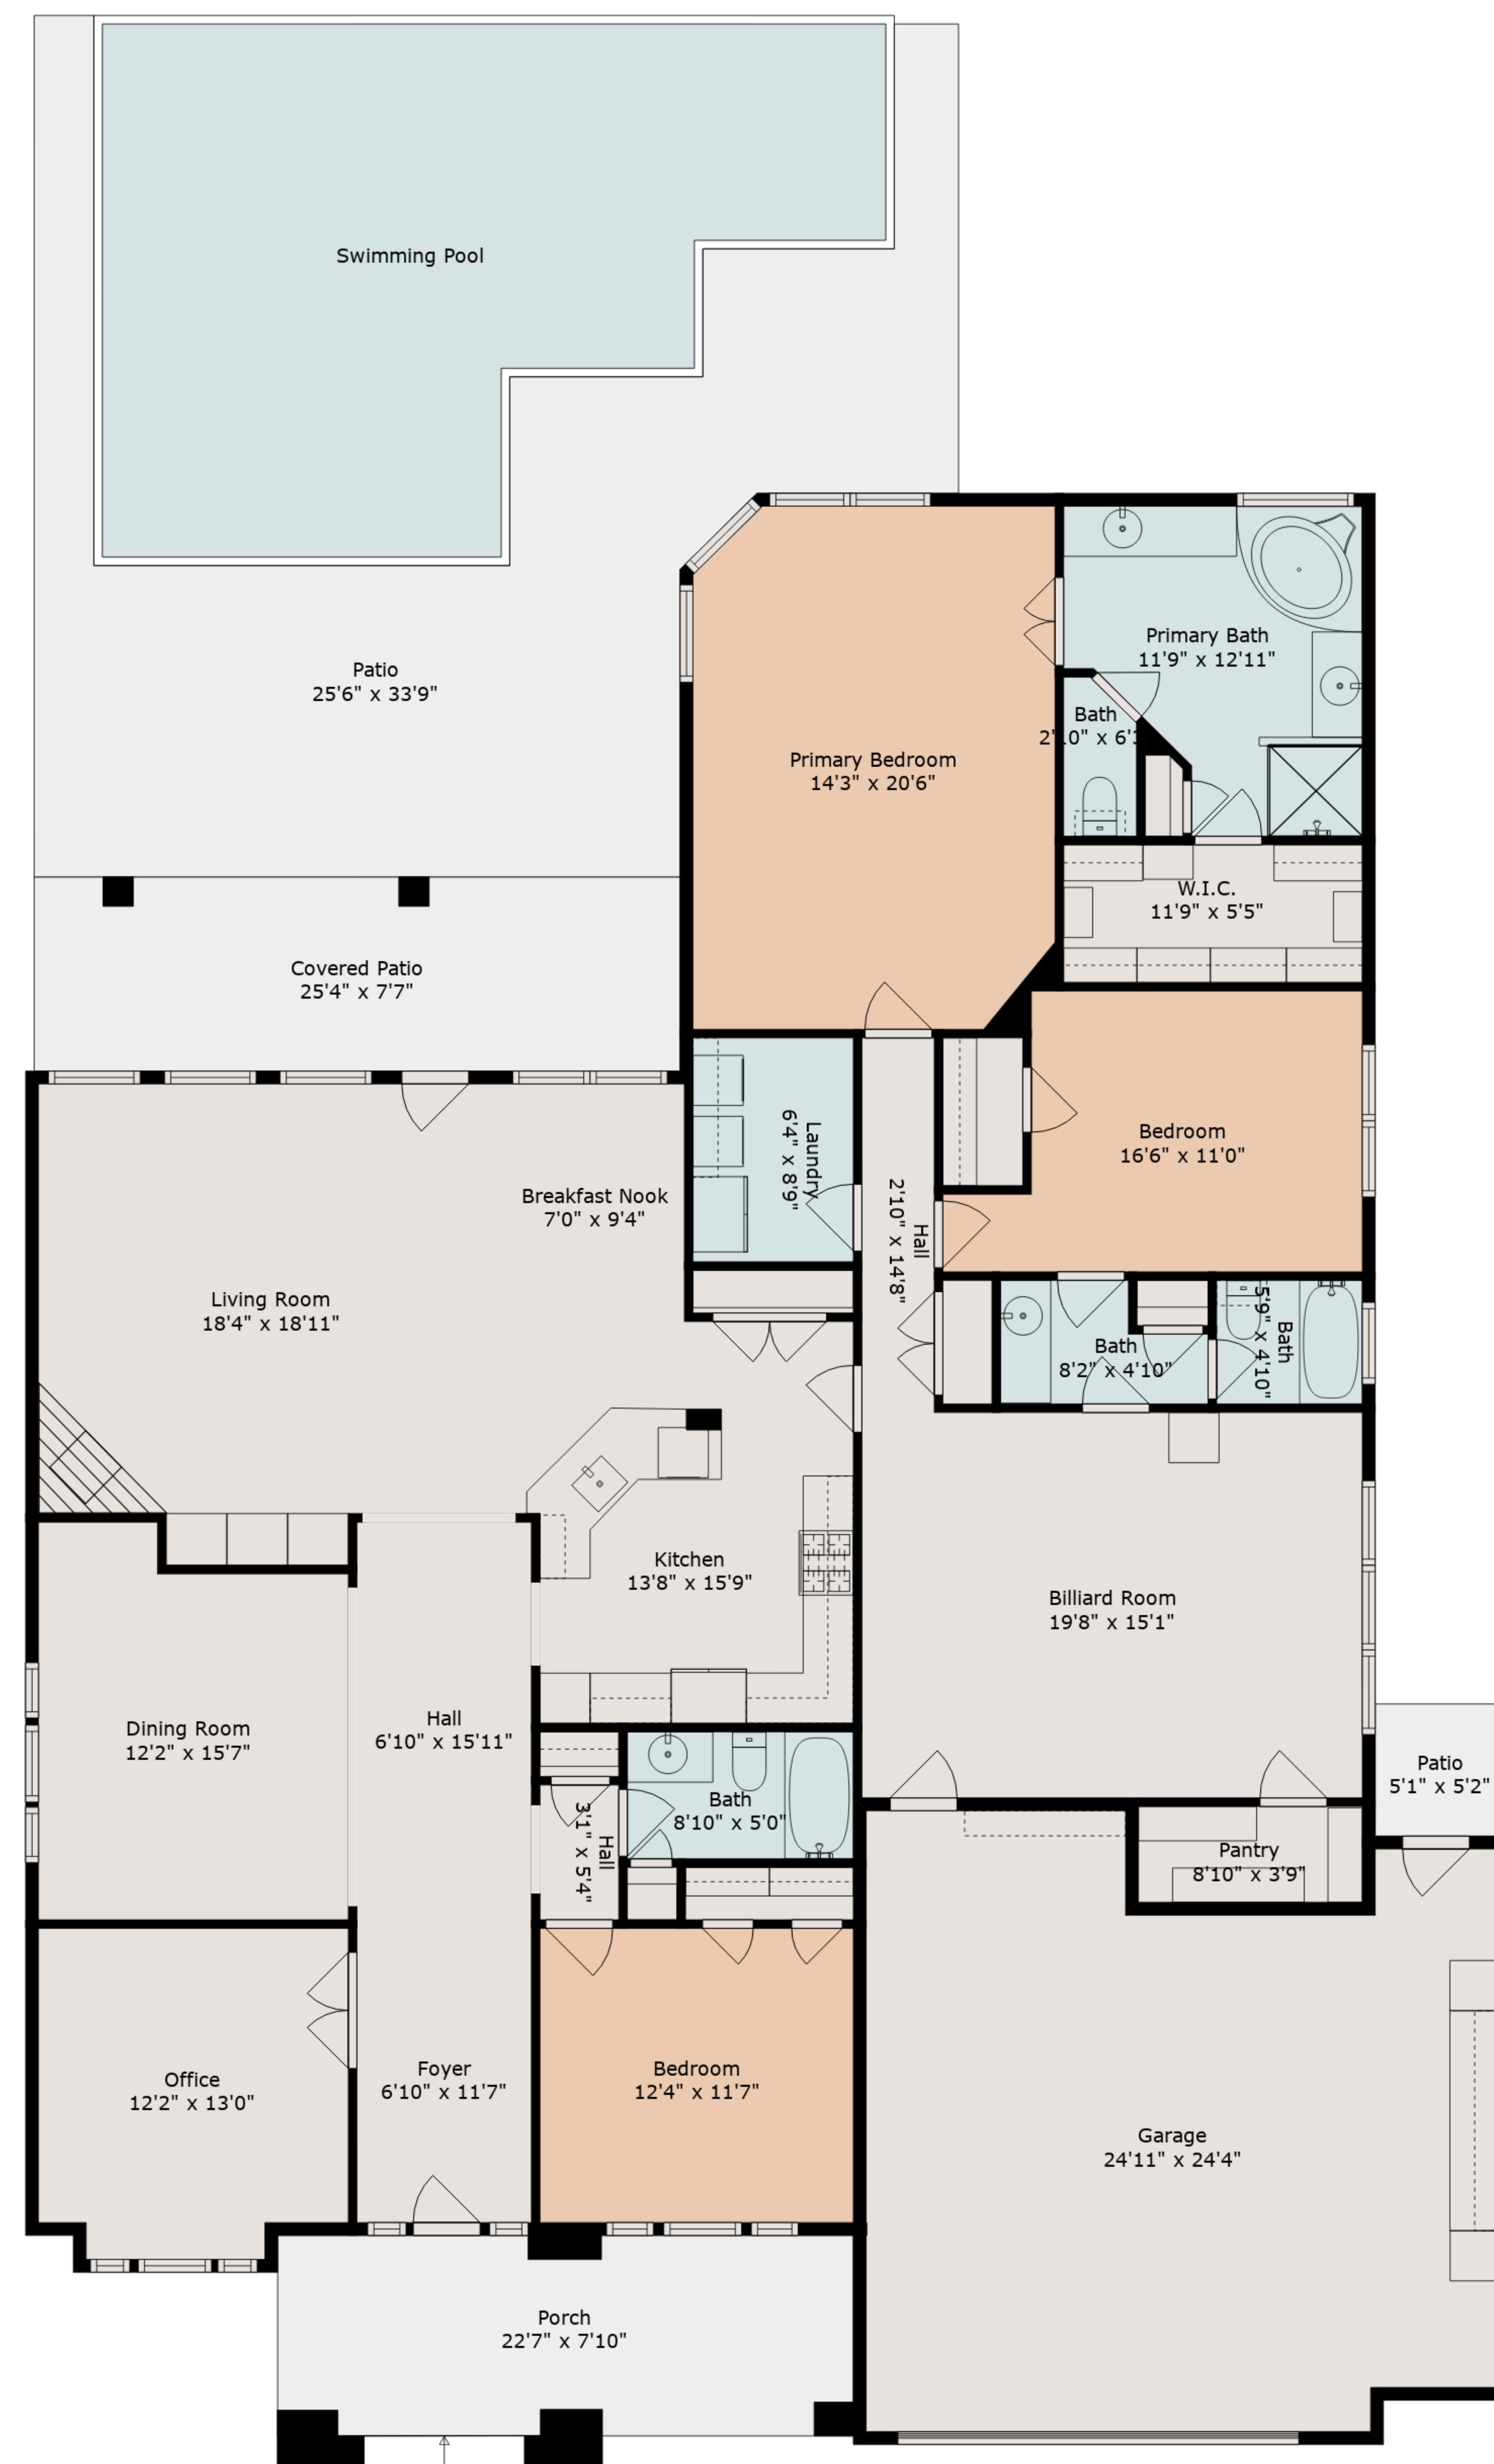 Swimming Pool
Patio
25'6" x 33'9"
Primary Bath
11'9" x 12'11"
Bath
2'10" x 6'3
Primary Bedroom
14'3" x 20'6"
W.I.C.
11'9" x 5'5"
Covered Patio
25'4" x 7'7"
Laundry
6'4" x 8'9"
Bedroom
16'6" x 11'0"
Breakfast Nook
7'0" x 9'4"
Hall
2'10" x 14'8"
Living Room
18'4" x 18'11"
Bath
8'2" x 4'10"
Bath
5'9" x 4'10"
Kitchen
13'8" x 15'9"
Billiard Room
19'8" x 15'1"
Dining Room
12'2" x 15'7"
Hall
6'10" x 15'11"
Patio
5'1" x 5'2"
Bath
8'10" x 5'0"
Hall
3'1" x 5'4"
Pantry
8'10" x 3'9"
Office
12'2" x 13'0"
Foyer
6'10" x 11'7"
Bedroom
12'4" x 11'7"
Garage
24'11" x 24'4"
Porch
22'7" x 7'10"